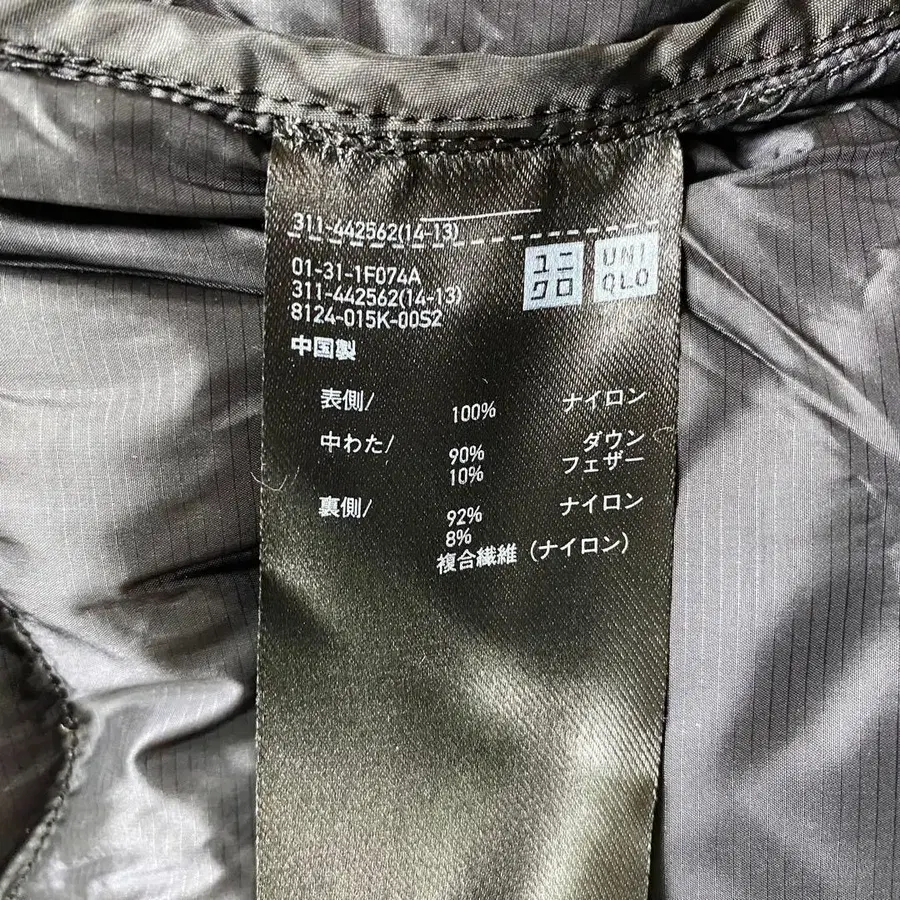 311-442562(14-13)
ユニ
クロ
UNI
QLO
01-31-1F074A
311-442562(14-13)
8124-015K-00S2
中国製
表側/ 100% ナイロン
中わた/ 90% ダウン
10% フェザー
裏側/ 92% ナイロン
8%
複合繊維(ナイロン)